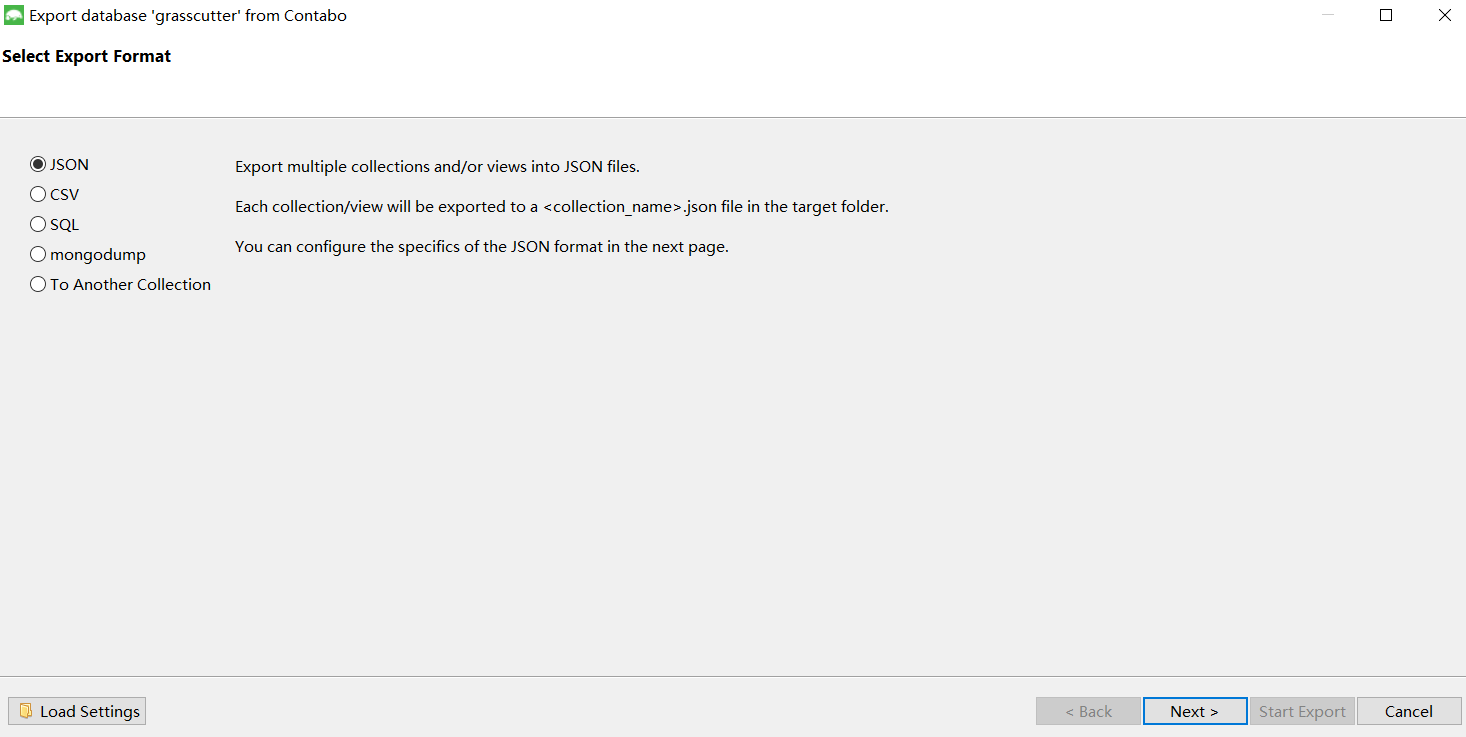 Export database 'grasscutter' from Contabo
Select Export Format
JSON
Export multiple collections and/or views into JSON files.
CSV
Each collection/view will be exported to a <collection_name>.json file in the target folder.
SQL
You can configure the specifics of the JSON format in the next page.
mongodump
To Another Collection
Load Settings
< Back
Next >
Start Export
Cancel